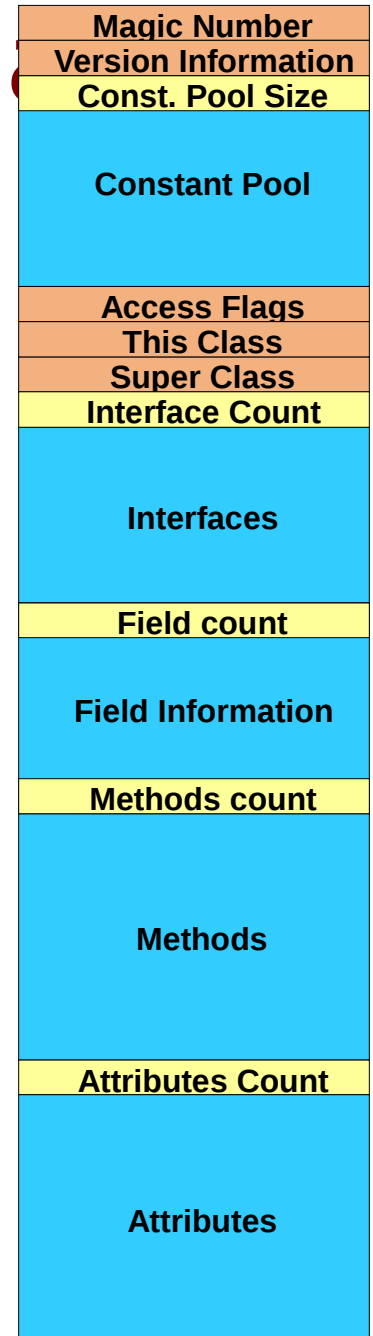 Magic Number
Version Information
Const. Pool Size
Constant Pool
Access Flags
This Class
Super Class
Interface Count
Interfaces
Field count
Field Information
Methods count
Methods
Attributes Count
Attributes